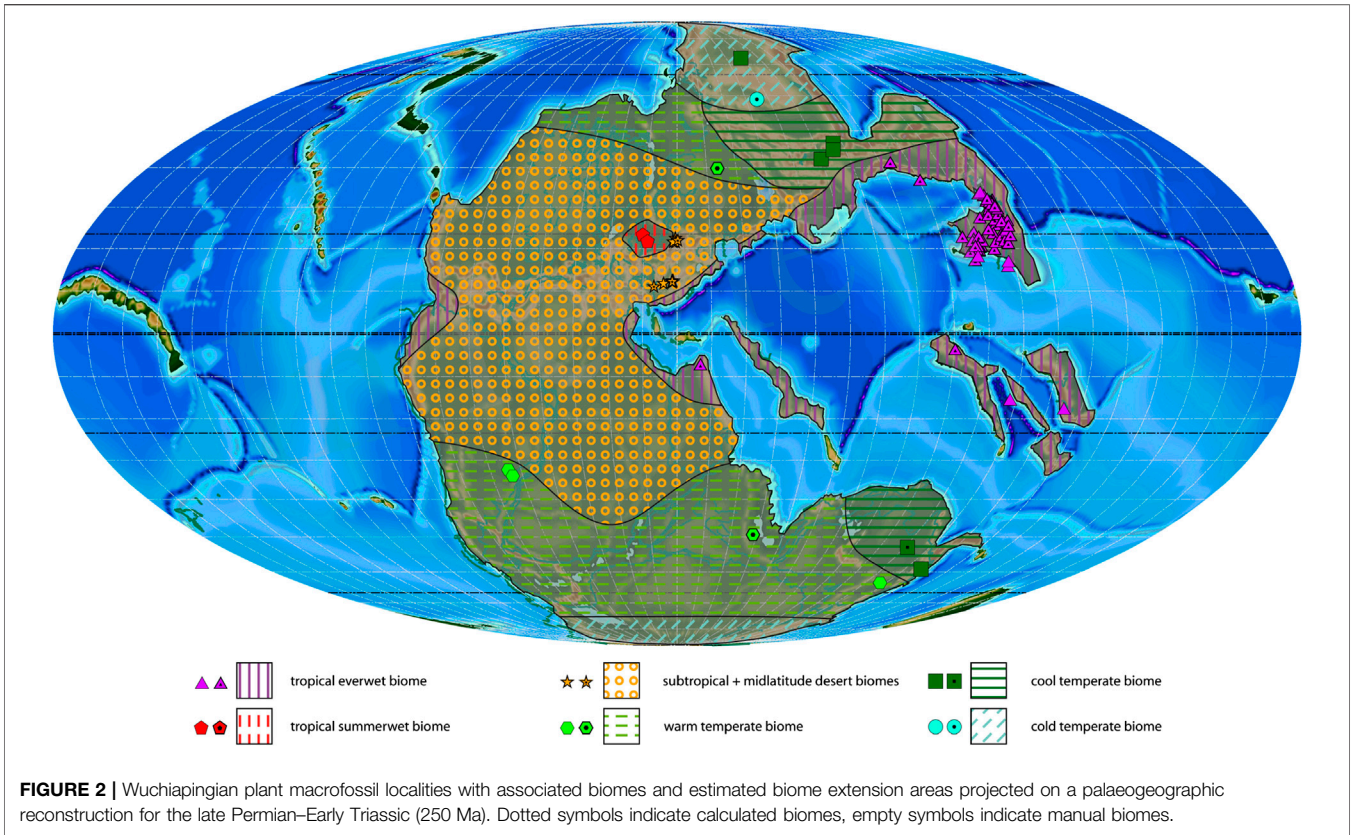 tropical everwet biome
subtropical + midlatitude desert biomes
cool temperate biome
tropical summerwet biome
warm temperate biome
cold temperate biome
FIGURE 2 | Wuchiapingian plant macrofossil localities with associated biomes and estimated biome extension areas projected on a palaeogeographic
reconstruction for the late Permian–Early Triassic (250 Ma). Dotted symbols indicate calculated biomes, empty symbols indicate manual biomes.